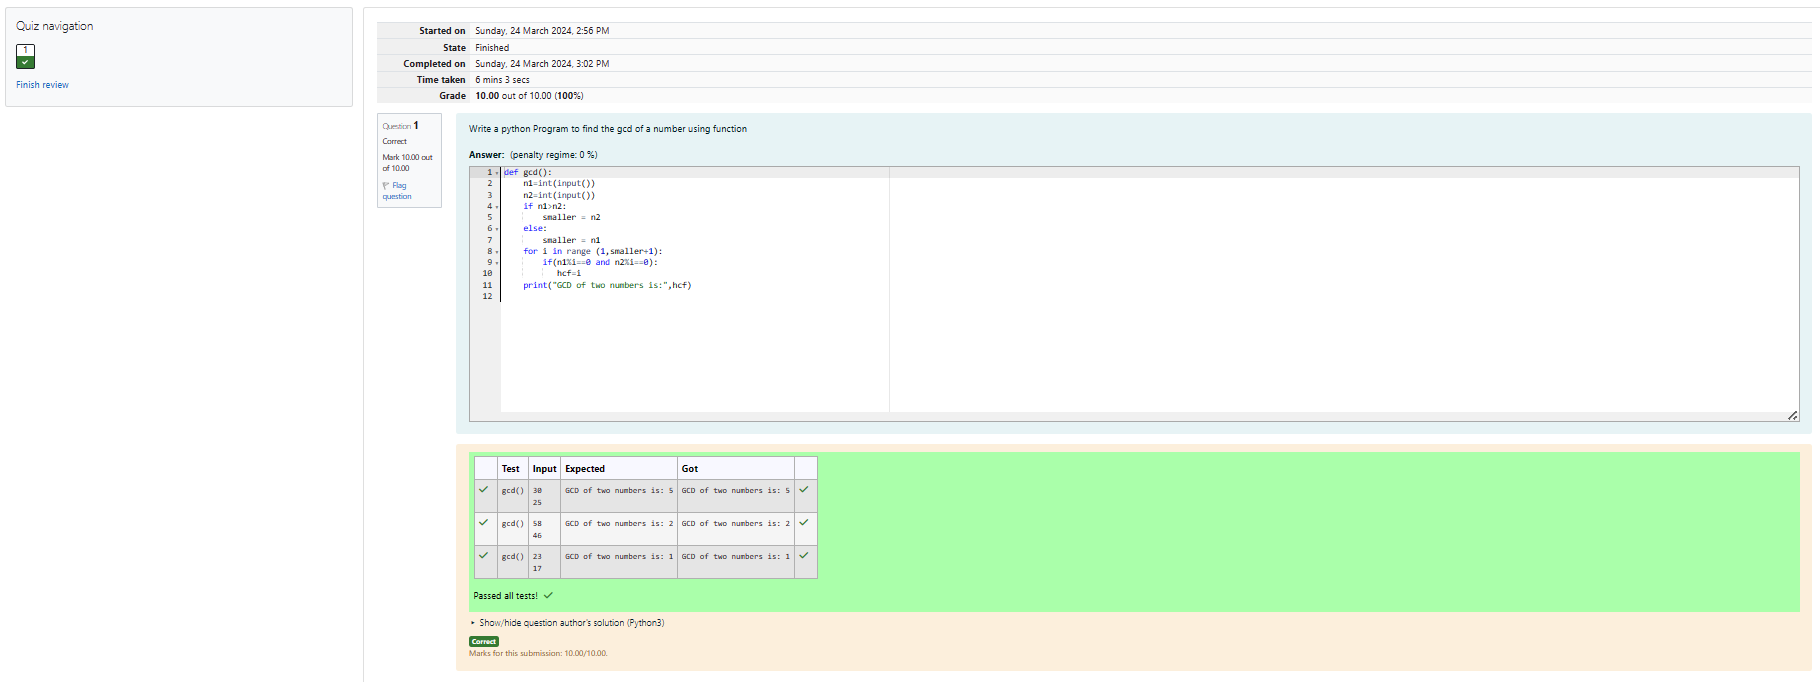 Quiz navigation
1
Finish review
Started on Sunday, 24 March 2024, 2:56 PM
State Finished
Completed on Sunday, 24 March 2024, 3:02 PM
Time taken 6 mins 3 secs
Grade 10.00 out of 10.00 (100%)
Question 1
Correct
Mark 10.00 out
of 10.00
Flag
question
Write a python Program to find the gcd of a number using function
Answer: (penalty regime: 0 %)
1 def gcd():
2     n1=int(input())
3     n2=int(input())
4     if n1>n2:
5         smaller = n2
6     else:
7         smaller = n1
8     for i in range (1,smaller+1):
9         if(n1%i==0 and n2%i==0):
10            hcf=i
11    print("GCD of two numbers is:",hcf)
12
Test Input Expected Got
gcd() 30 GCD of two numbers is: 5 GCD of two numbers is: 5
25
gcd() 58 GCD of two numbers is: 2 GCD of two numbers is: 2
46
gcd() 23 GCD of two numbers is: 1 GCD of two numbers is: 1
17
Passed all tests!
Show/hide question author's solution (Python3)
Correct
Marks for this submission: 10.00/10.00.